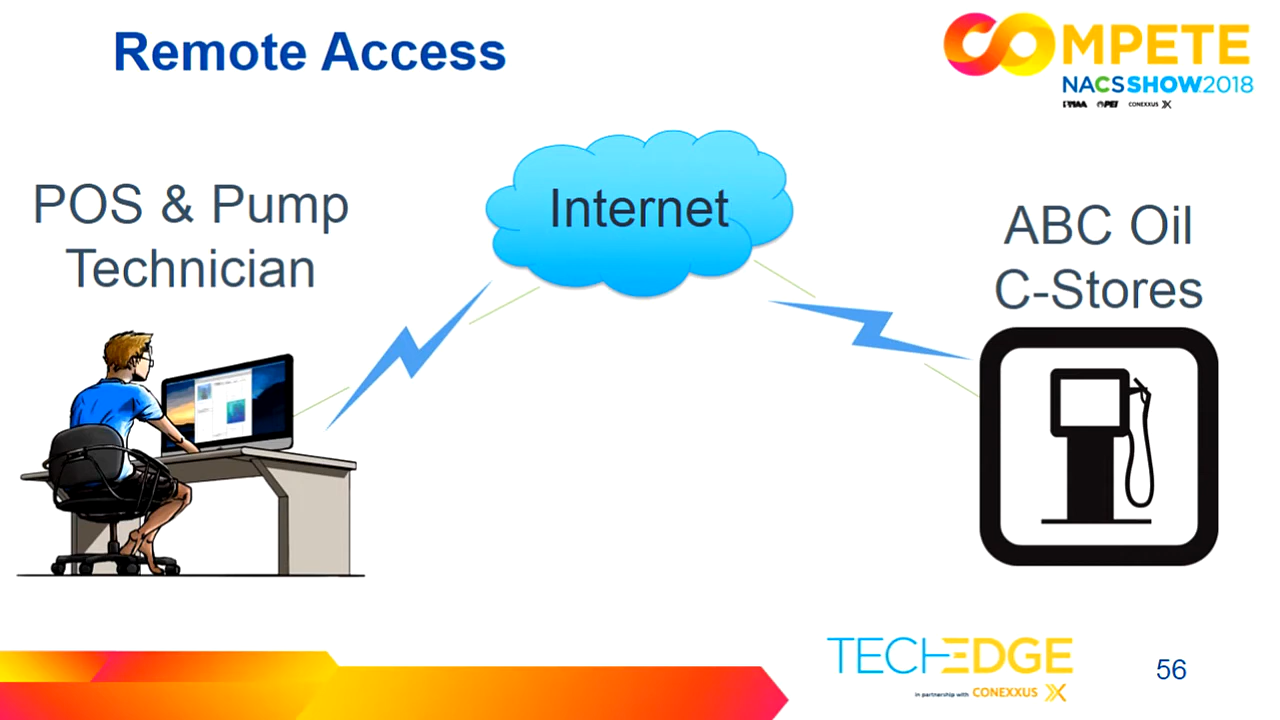 Remote Access
COMPETE
NACS SHOW 2018
PEI
CONEXXUS
POS & Pump
Technician
Internet
ABC Oil
C-Stores
TECHEDGE
in partnership with CONEXXUS
56